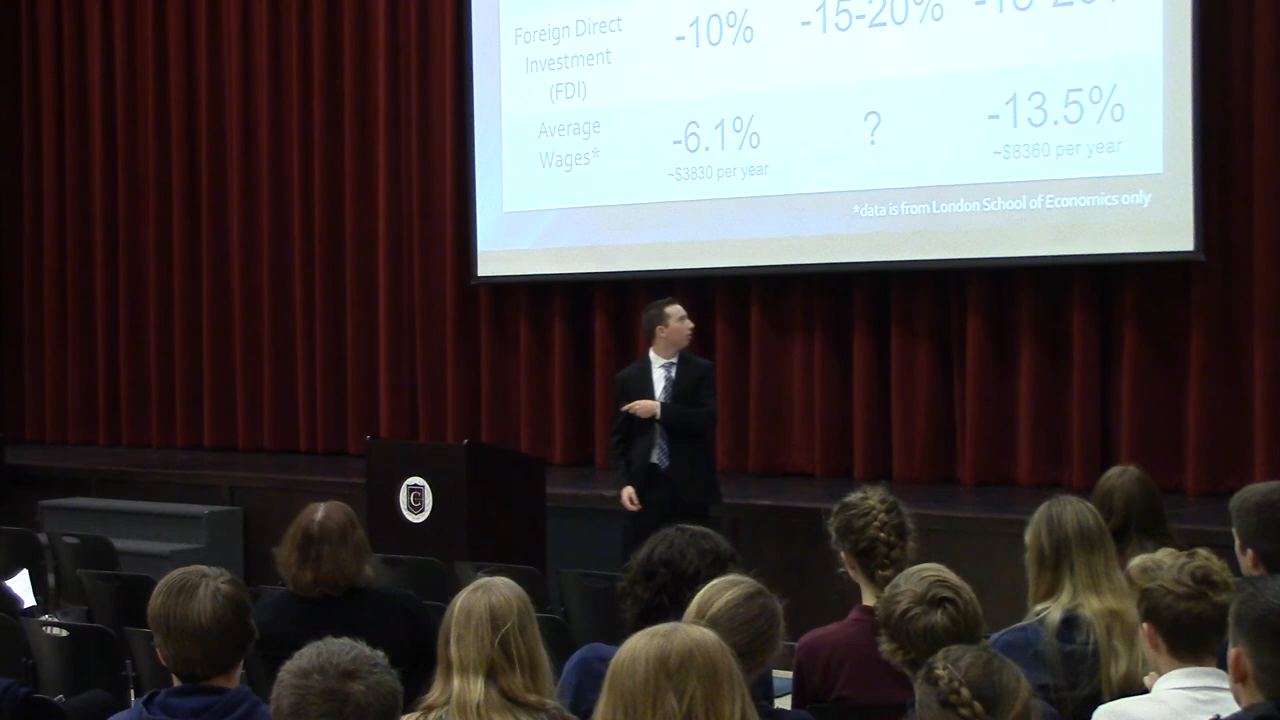 Foreign Direct
Investment
(FDI)
-10%
-15-20%
Average
Wages*
-6.1%
~$3830 per year
?
-13.5%
~$8360 per year
*data is from London School of Economics only
C